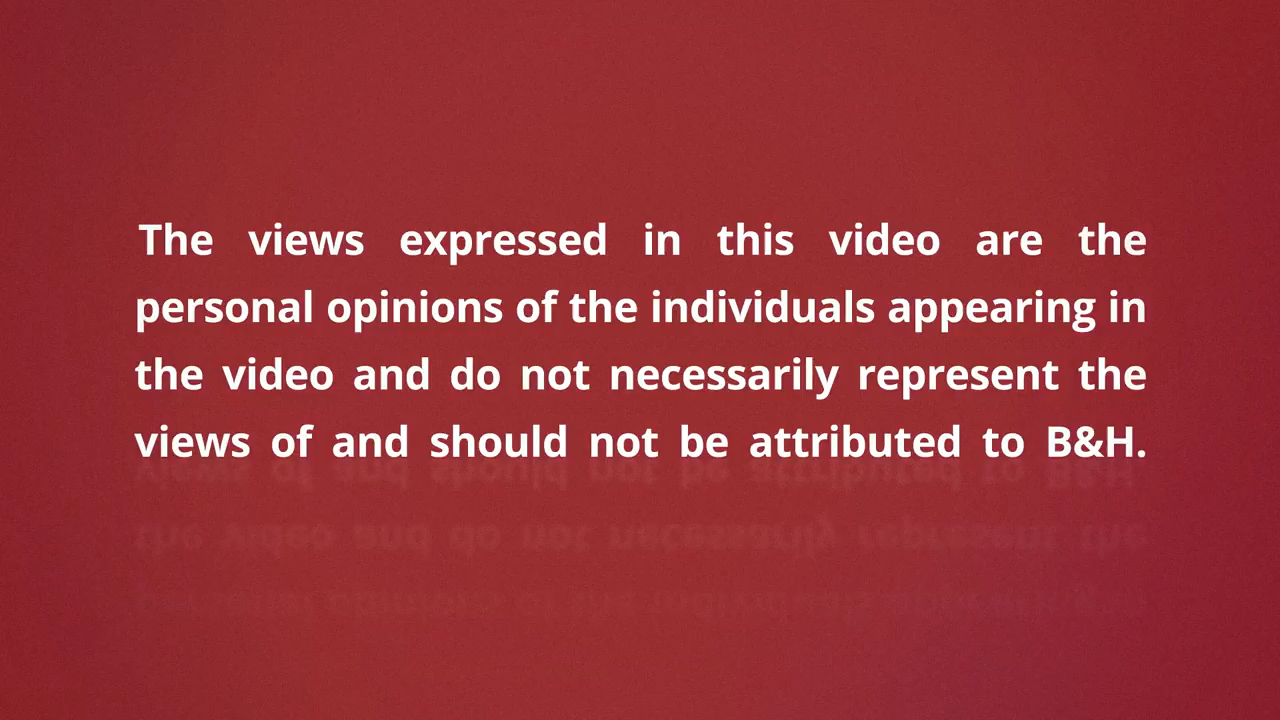 The views expressed in this video are the
personal opinions of the individuals appearing in
the video and do not necessarily represent the
views of and should not be attributed to B&H.